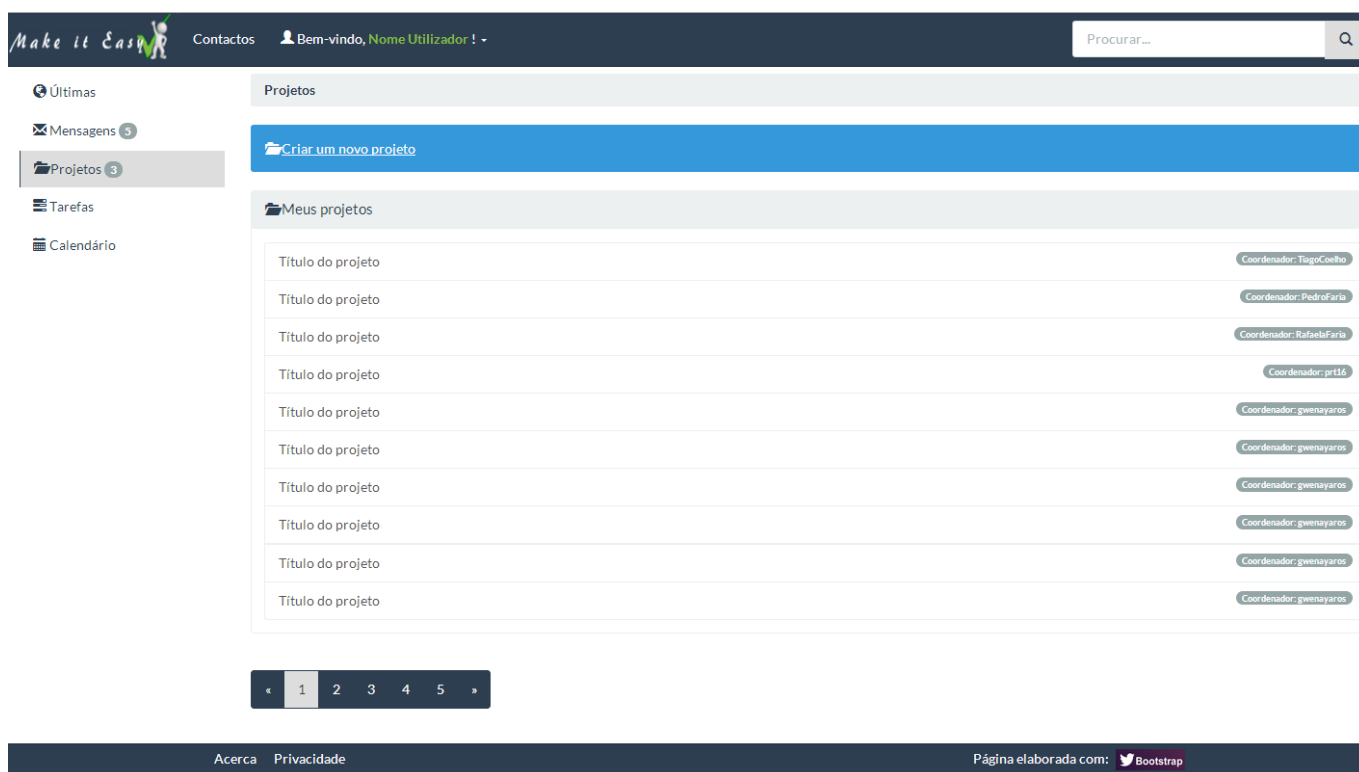 Make it Easy Contactos Bem-vindo, Nome Utilizador ! Procurar...
Últimas
Mensagens 5
Projetos 3
Tarefas
Calendário
Projetos
Criar um novo projeto
Meus projetos
Título do projeto Coordenador: TiagoCoelho
Título do projeto Coordenador: PedroFaria
Título do projeto Coordenador: RafaelaFaria
Título do projeto Coordenador: prt16
Título do projeto Coordenador: gwenayaros
Título do projeto Coordenador: gwenayaros
Título do projeto Coordenador: gwenayaros
Título do projeto Coordenador: gwenayaros
Título do projeto Coordenador: gwenayaros
Título do projeto Coordenador: gwenayaros
« 1 2 3 4 5 »
Acerca Privacidade Página elaborada com: Bootstrap